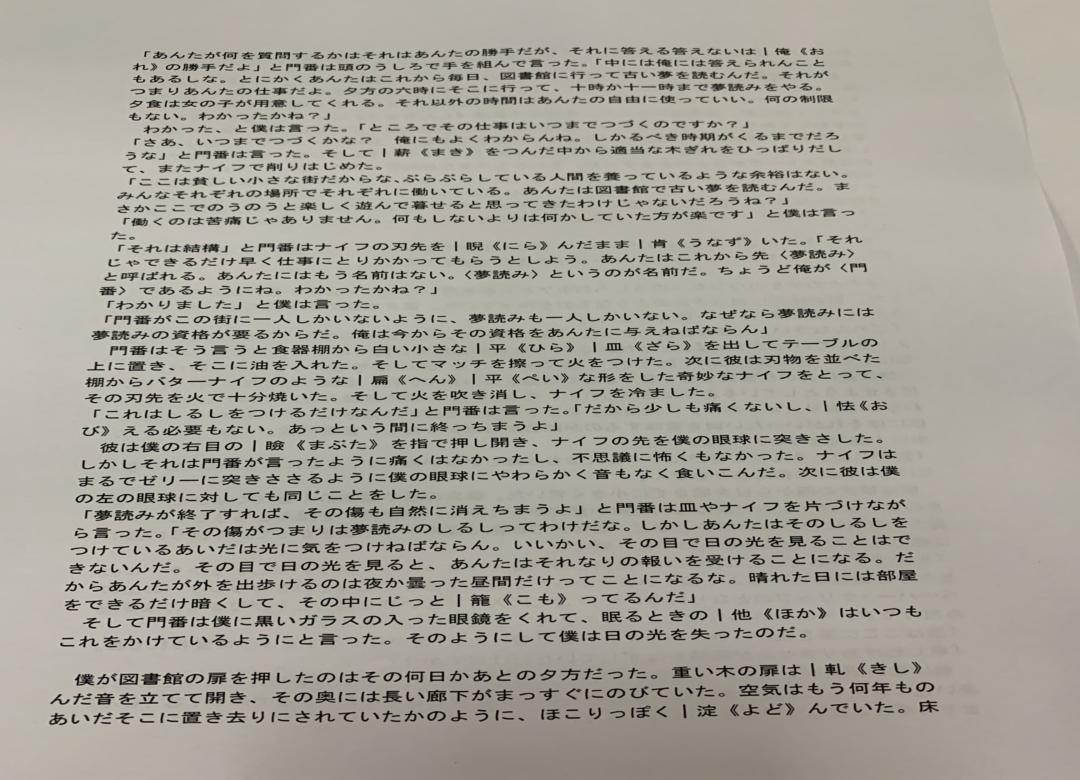 「あんたが何を質問するかはそれはあんたの勝手だが、それに答える答えないは｜俺《お
れ》の勝手だよ」と門番は頭のうしろで手を組んで言った。「中には俺には答えられんこと
もあるしな。とにかくあんたはこれから毎日、図書館に行って古い夢を読むんだ。それが
つまりあんたの仕事だよ。夕方の六時にそこに行って、十時か十一時まで夢読みをやる。
夕食は女の子が用意してくれる。それ以外の時間はあんたの自由に使っていい。何の制限
もない。わかったかね？」
わかった、と僕は言った。「ところでその仕事はいつまでつづくのですか？」
「さあ、いつまでつづくかな？　俺にもよくわからんね。しかるべき時期がくるまでだろ
うな」と門番は言った。そして｜薪《まき》をつんだ中から適当な木ぎれをひっぱりだし
て、またナイフで削りはじめた。
「ここは貧しい小さな街だからな、ぶらぶらしている人間を養っているような余裕はない。
みんなそれぞれの場所でそれぞれに働いている。あんたは図書館で古い夢を読むんだ。ま
さかここでのうのうと楽しく遊んで暮せると思ってきたわけじゃないだろうね？」
「働くのは苦痛じゃありません。何もしないよりは何かしていた方が楽です」と僕は言っ
た。
「それは結構」と門番はナイフの刃先を｜睨《にら》んだまま｜肯《うなず》いた。「それ
じゃできるだけ早く仕事にとりかかってもらうとしよう。あんたはこれから先〈夢読み〉
と呼ばれる。あんたにはもう名前はない。〈夢読み〉というのが名前だ。ちょうど俺が〈門
番〉であるようにね。わかったかね？」
「わかりました」と僕は言った。
「門番がこの街に一人しかいないように、夢読みも一人しかいない。なぜなら夢読みには
夢読みの資格が要るからだ。俺は今からその資格をあんたに与えねばならん」
門番はそう言うと食器棚から白い小さな｜平《ひら》｜皿《ざら》を出してテーブルの
上に置き、そこに油を入れた。そしてマッチを擦って火をつけた。次に彼は刃物を並べた
棚からバターナイフのような｜扁《へん》｜平《ぺい》な形をした奇妙なナイフをとって、
その刃先を火で十分焼いた。そして火を吹き消し、ナイフを冷ました。
「これはしるしをつけるだけなんだ」と門番は言った。「だから少しも痛くないし、｜怯《お
び》える必要もない。あっという間に終っちまうよ」
彼は僕の右目の｜瞼《まぶた》を指で押し開き、ナイフの先を僕の眼球に突きさした。
しかしそれは門番が言ったように痛くはなかったし、不思議に怖くもなかった。ナイフは
まるでゼリーに突きささるように僕の眼球にやわらかく音もなく食いこんだ。次に彼は僕
の左の眼球に対しても同じことをした。
「夢読みが終了すれば、その傷も自然に消えちまうよ」と門番は皿やナイフを片づけなが
ら言った。「その傷がつまりは夢読みのしるしってわけだな。しかしあんたはそのしるしを
つけているあいだは光に気をつけねばならん。いいかい、その目で日の光を見ることはで
きないんだ。その目で日の光を見ると、あんたはそれなりの報いを受けることになる。だ
からあんたが外を出歩けるのは夜か曇った昼間だけってことになるな。晴れた日には部屋
をできるだけ暗くして、その中にじっと｜籠《こも》ってるんだ」
そして門番は僕に黒いガラスの入った眼鏡をくれて、眠るときの｜他《ほか》はいつも
これをかけているようにと言った。そのようにして僕は日の光を失ったのだ。
僕が図書館の扉を押したのはその何日かあとの夕方だった。重い木の扉は｜軋《きし》
んだ音を立てて開き、その奥には長い廊下がまっすぐにのびていた。空気はもう何年もの
あいだそこに置き去りにされていたかのように、ほこりっぽく｜淀《よど》んでいた。床